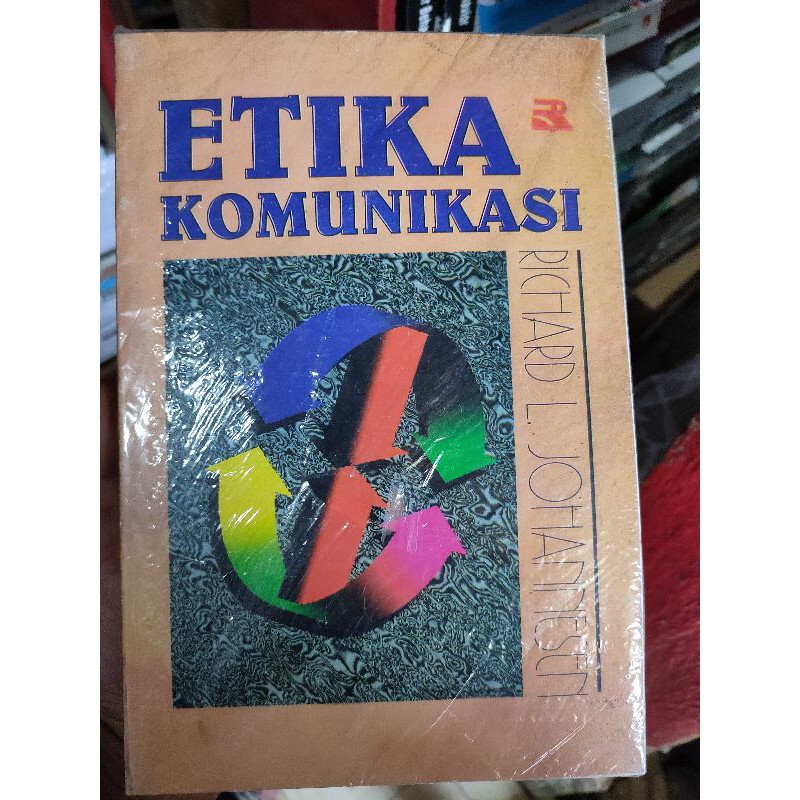 ETIKA
KOMUNIKASI
RICHARD L. JOHANNESEN